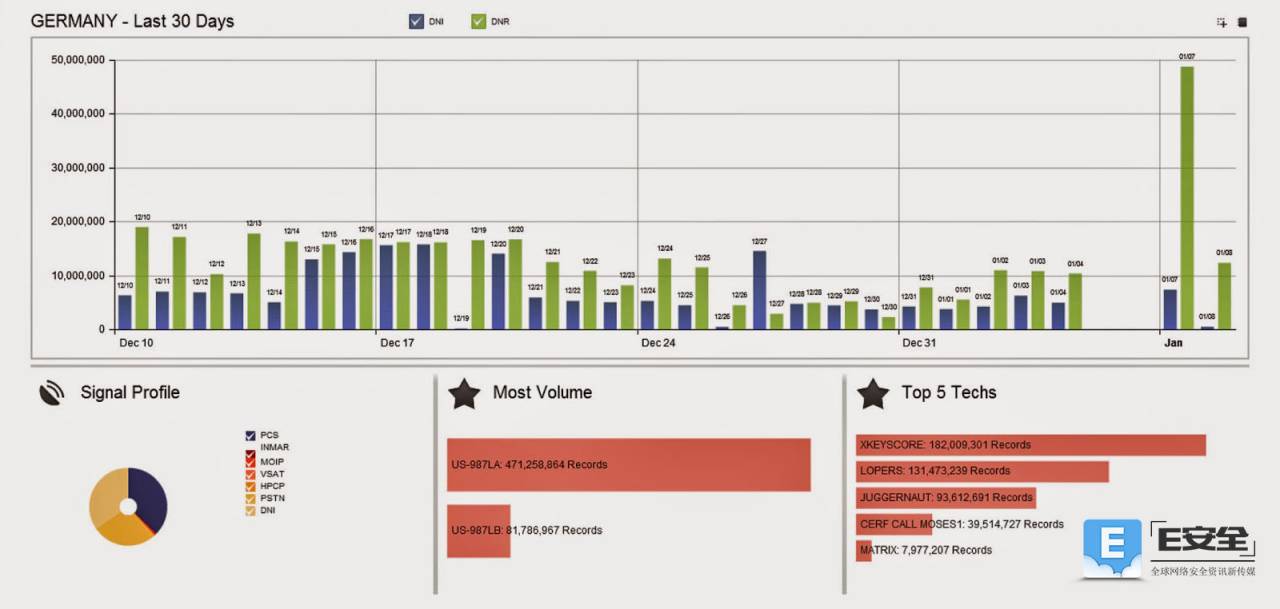 GERMANY - Last 30 Days
DNI
DNR
50,000,000
40,000,000
30,000,000
20,000,000
10,000,000
0
12/10
12/10
12/11
12/11
12/12
12/12
12/13
12/13
12/14
12/14
12/15
12/15
12/16
12/16
12/17
12/17
12/18
12/18
12/19
12/19
12/20
12/20
12/21
12/21
12/22
12/22
12/23
12/23
12/24
12/24
12/25
12/25
12/26
12/26
12/27
12/27
12/28
12/28
12/29
12/29
12/30
12/30
12/31
12/31
01/01
01/01
01/02
01/02
01/03
01/03
01/04
01/04
01/07
01/07
01/08
01/08
Dec 10
Dec 17
Dec 24
Dec 31
Jan
Signal Profile
PCS
INMAR
MOIP
VSAT
HPCP
PSTN
DNI
Most Volume
US-987LA: 471,258,864 Records
US-987LB: 81,786,967 Records
Top 5 Techs
XKEYSCORE: 182,009,301 Records
LOPERS: 131,473,239 Records
JUGGERNAUT: 93,612,691 Records
CERF CALL MOSES1: 39,514,727 Records
MATRIX: 7,977,207 Records
E
E安全
全球网络安全资讯新传媒